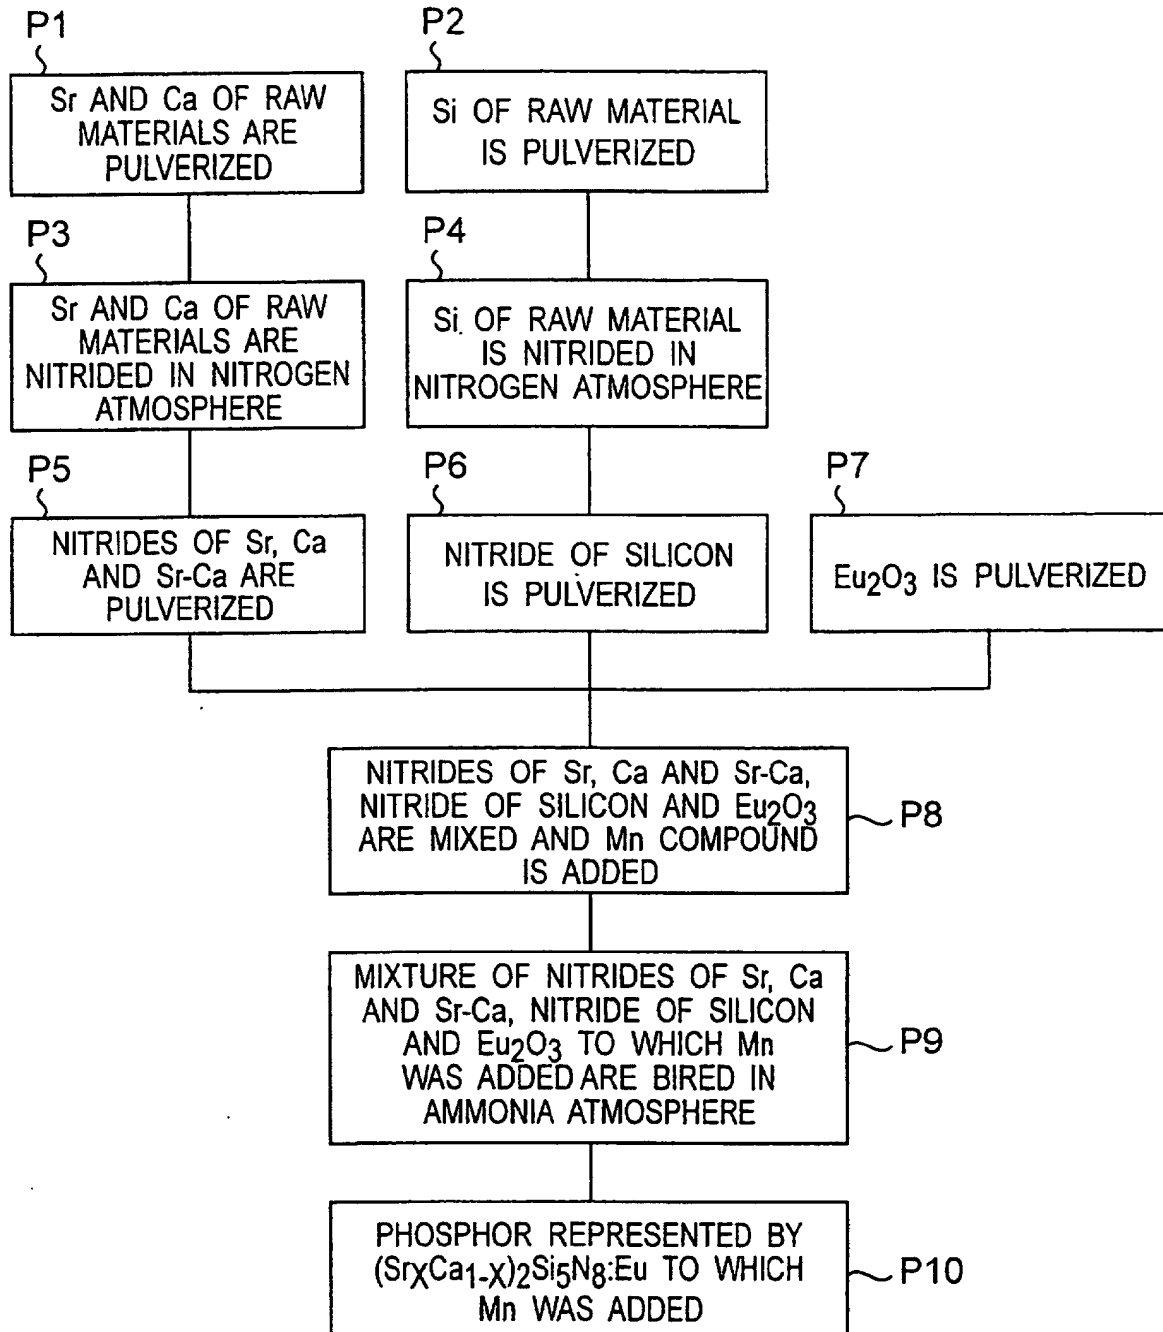 P1
Sr AND Ca OF RAW
MATERIALS ARE
PULVERIZED
P2
Si OF RAW MATERIAL
IS PULVERIZED
P3
Sr AND Ca OF RAW
MATERIALS ARE
NITRIDED IN NITROGEN
ATMOSPHERE
P4
Si OF RAW MATERIAL
IS NITRIDED IN
NITROGEN ATMOSPHERE
P5
NITRIDES OF Sr, Ca
AND Sr-Ca ARE
PULVERIZED
P6
NITRIDE OF SILICON
IS PULVERIZED
P7
Eu2O3 IS PULVERIZED
NITRIDES OF Sr, Ca AND Sr-Ca,
NITRIDE OF SILICON AND Eu2O3
ARE MIXED AND Mn COMPOUND
IS ADDED
P8
MIXTURE OF NITRIDES OF Sr, Ca
AND Sr-Ca, NITRIDE OF SILICON
AND Eu2O3 TO WHICH Mn
WAS ADDED ARE BIRED IN
AMMONIA ATMOSPHERE
P9
PHOSPHOR REPRESENTED BY
(SrXCa1-X)2Si5N8:Eu TO WHICH
Mn WAS ADDED
P10